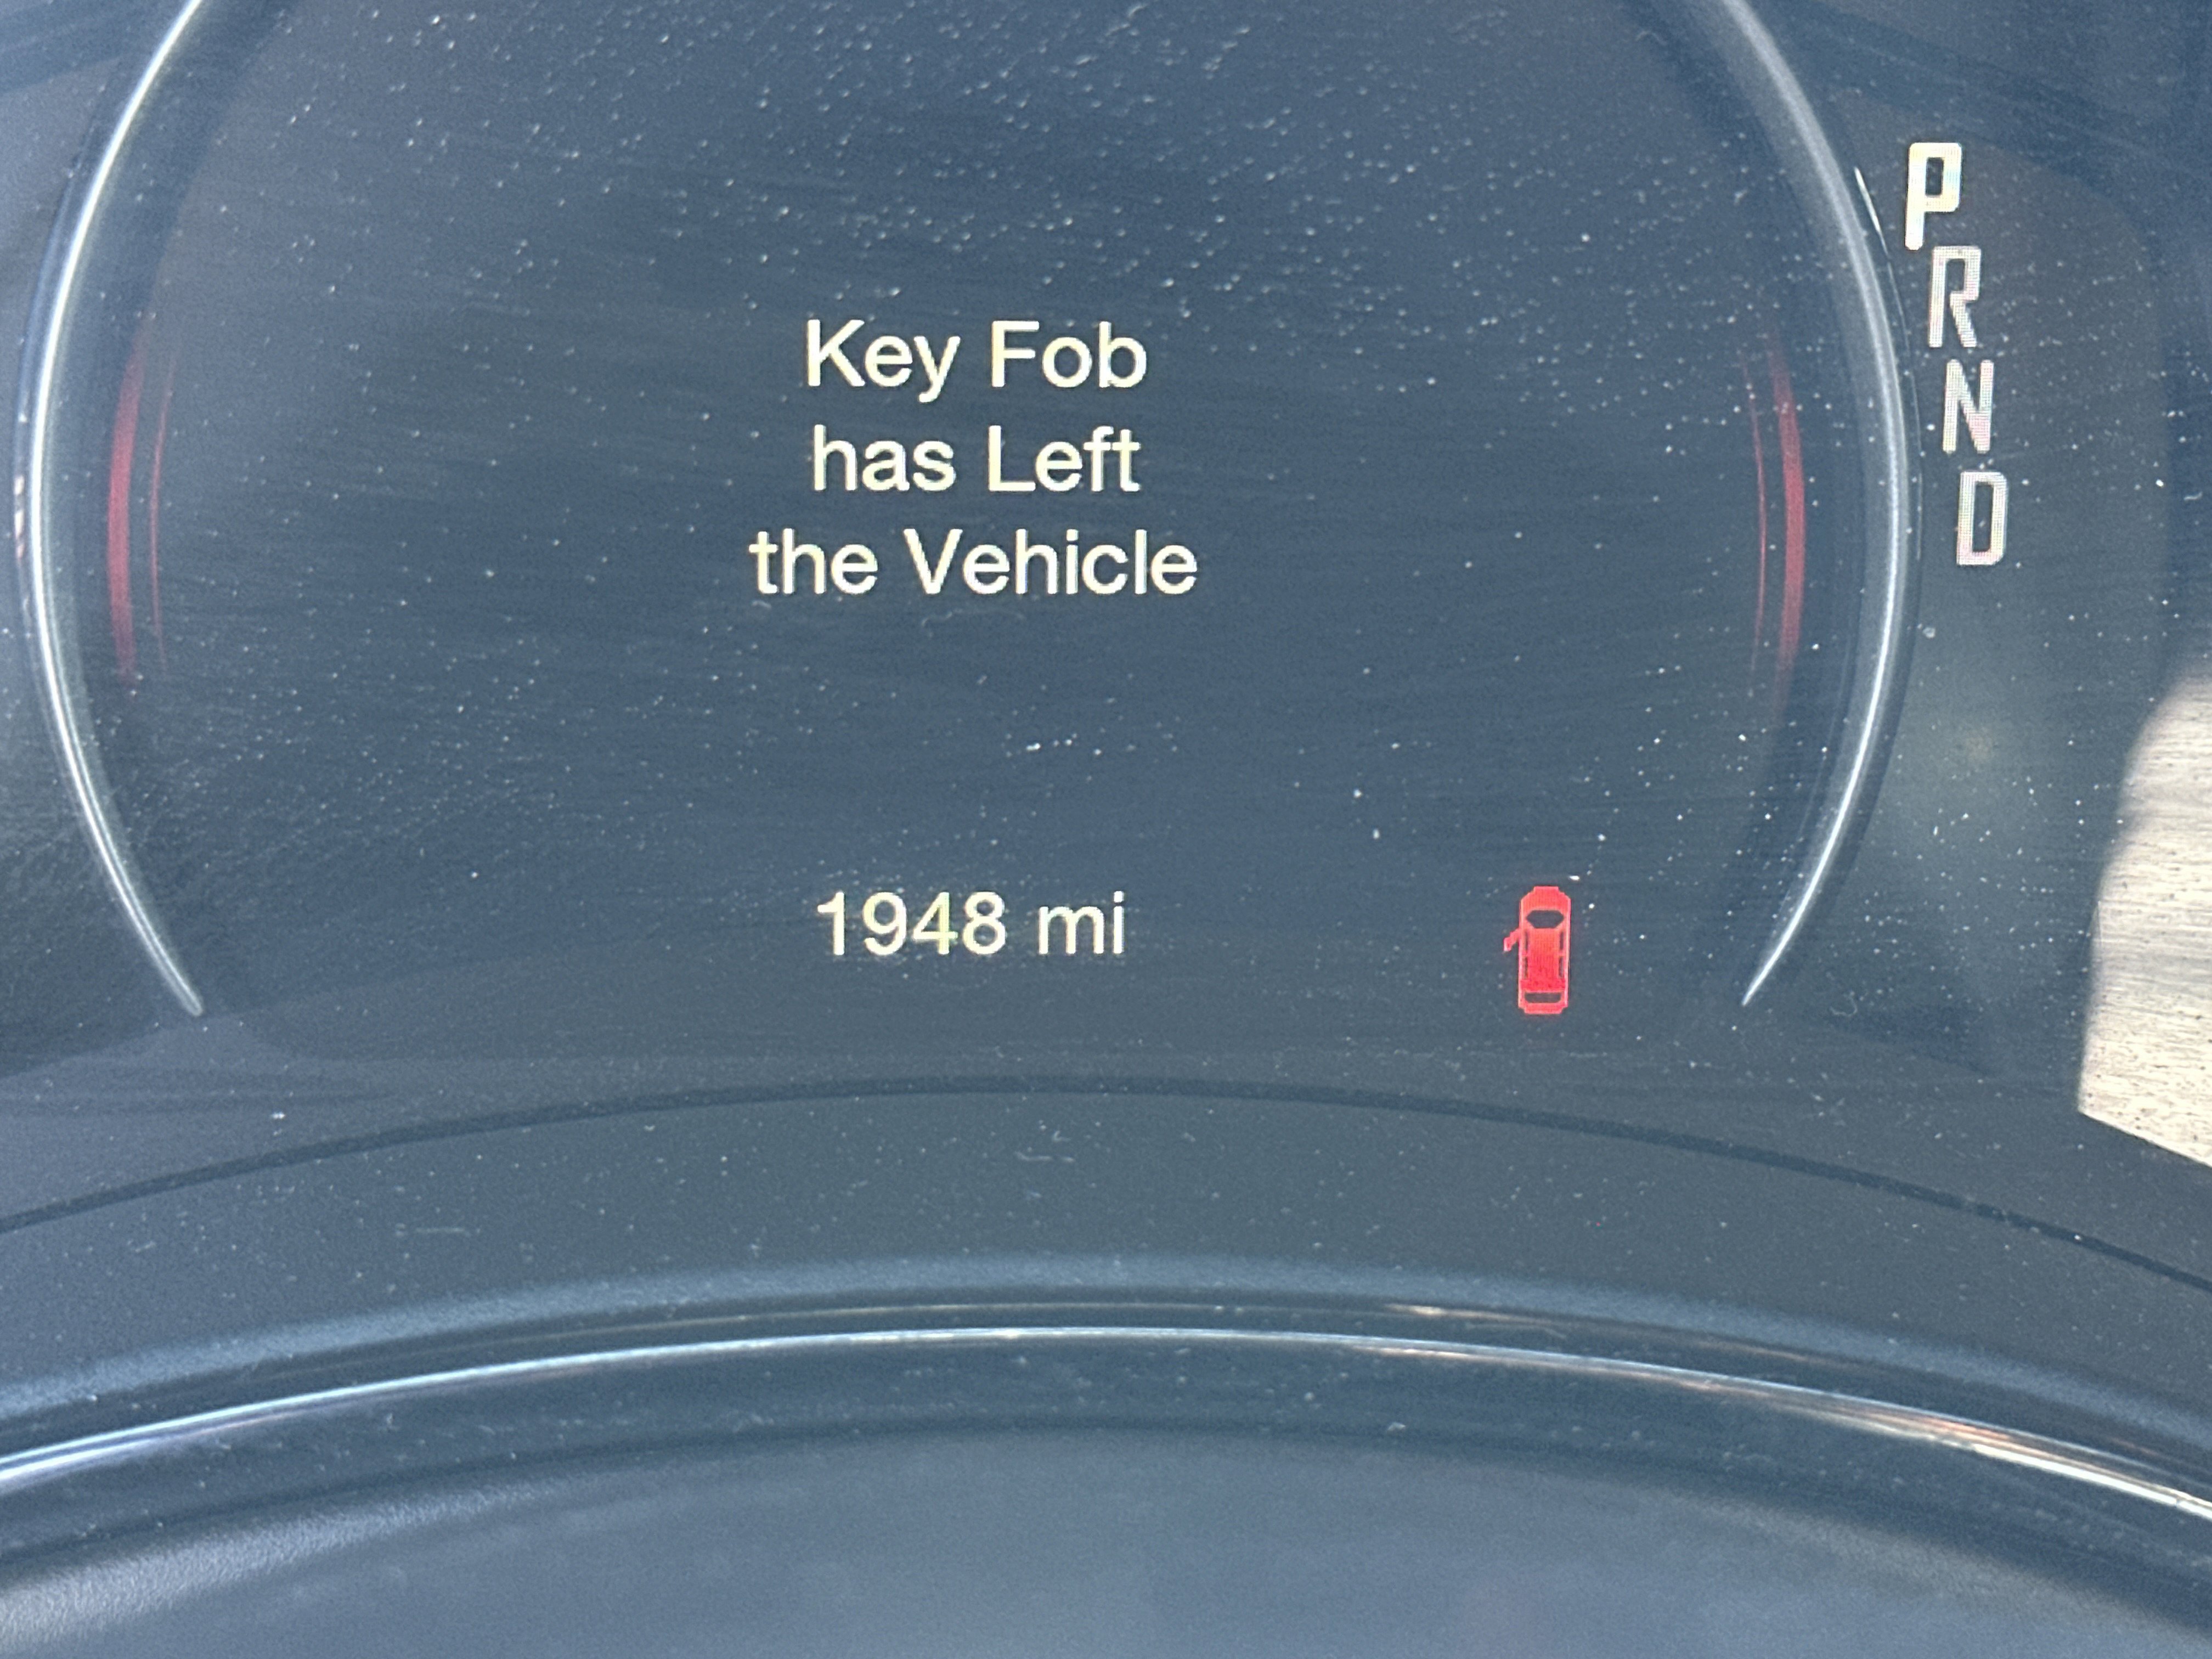 Key Fob
has Left
the Vehicle
P
R
N
D
1948 mi